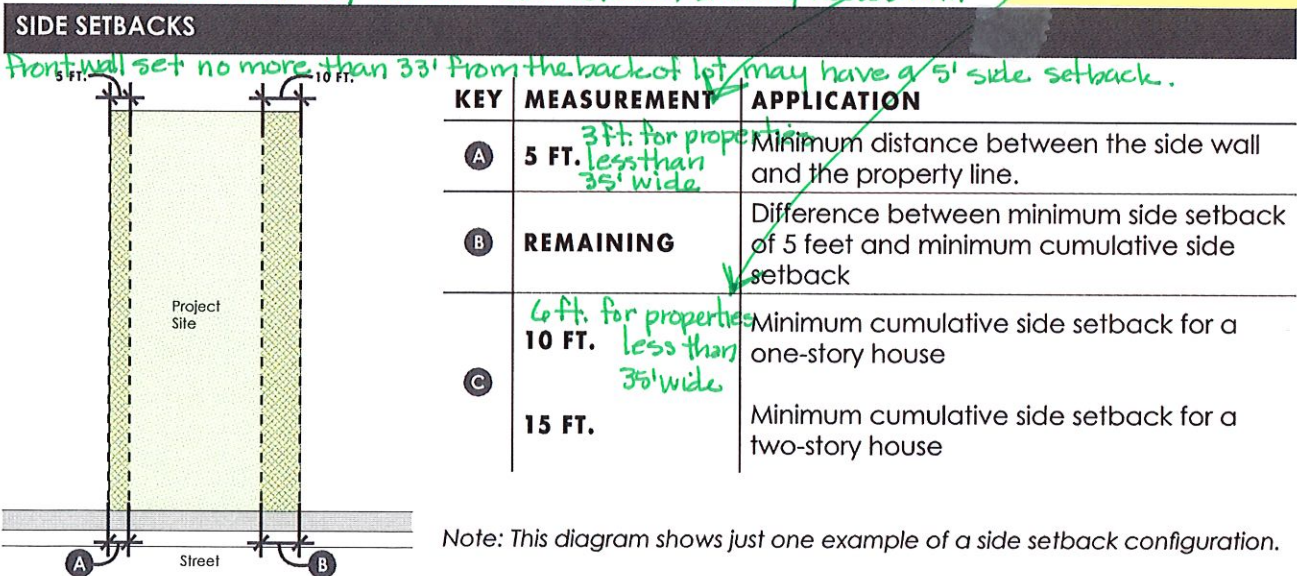 SIDE SETBACKS
Front wall set no more than 33' from the back of lot may have a 5' side setback.
5 FT.
10 FT.
KEY MEASUREMENT APPLICATION
A 5 FT. Minimum distance between the side wall
and the property line.
3 ft. for properties
less than
35' wide
B REMAINING Difference between minimum side setback
of 5 feet and minimum cumulative side
setback
6 ft. for properties
less than
35' wide
C 10 FT. Minimum cumulative side setback for a
one-story house
15 FT. Minimum cumulative side setback for a
two-story house
Project
Site
A Street B
Note: This diagram shows just one example of a side setback configuration.